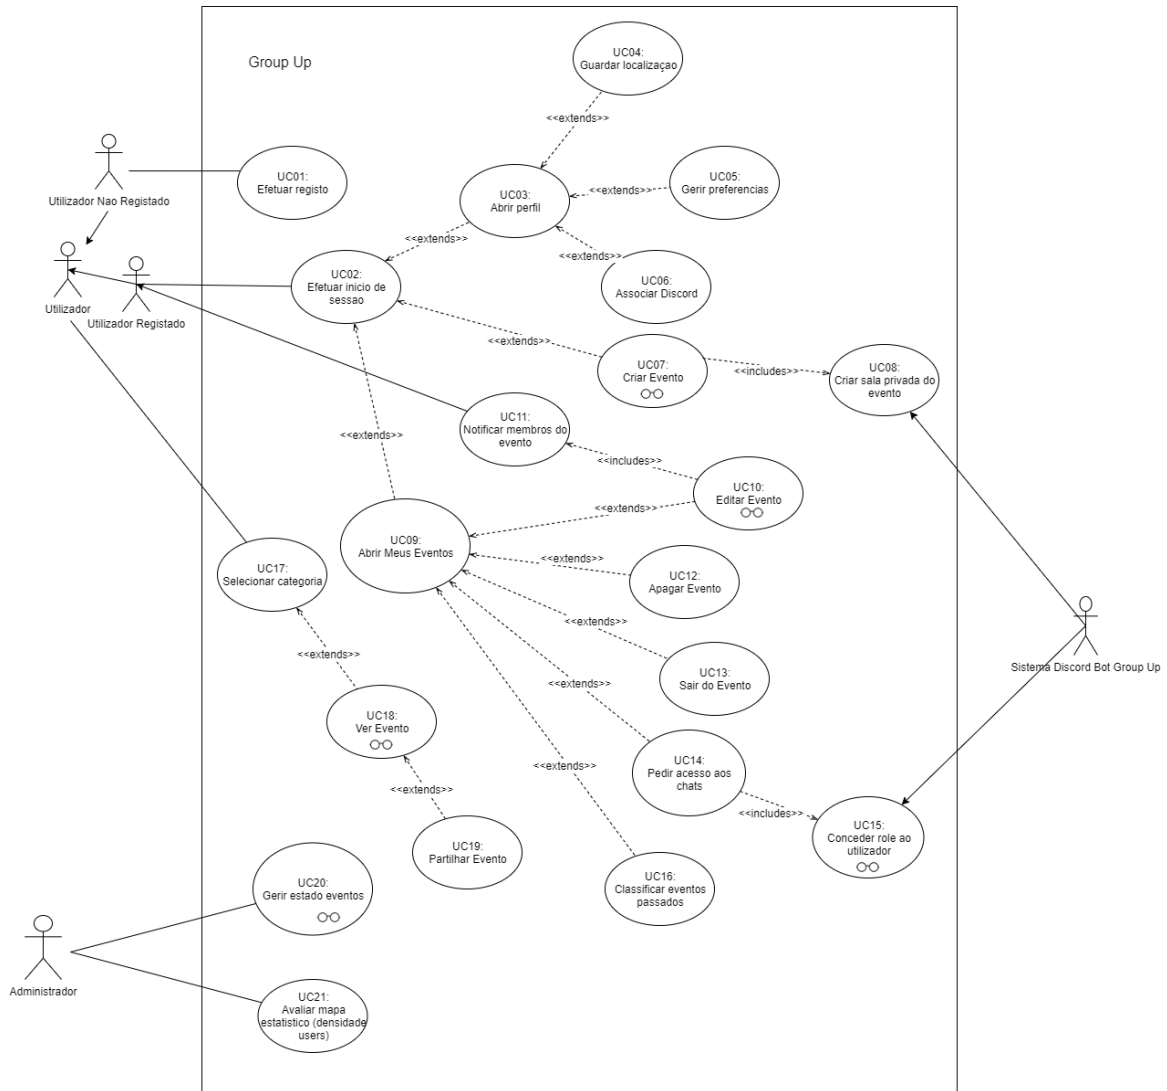 Group Up
UC04:
Guardar localizaçao
<<extends>>
Utilizador Nao Registado
UC01:
Efetuar registo
UC03:
Abrir perfil
<<extends>>
UC05:
Gerir preferencias
<<extends>>
<<extends>>
Utilizador
Utilizador Registado
UC02:
Efetuar inicio de
sessao
UC06:
Associar Discord
<<extends>>
UC07:
Criar Evento
<<includes>>
UC08:
Criar sala privada do
evento
UC11:
Notificar membros do
evento
<<extends>>
<<includes>>
UC10:
Editar Evento
<<extends>>
UC09:
Abrir Meus Eventos
<<extends>>
UC12:
Apagar Evento
UC17:
Selecionar categoria
<<extends>>
<<extends>>
UC13:
Sair do Evento
Sistema Discord Bot Group Up
<<extends>>
UC18:
Ver Evento
<<extends>>
UC14:
Pedir acesso aos
chats
<<extends>>
<<includes>>
UC15:
Conceder role ao
utilizador
UC19:
Partilhar Evento
UC16:
Classificar eventos
passados
UC20:
Gerir estado eventos
Administrador
UC21:
Avaliar mapa
estatistico (densidade
users)